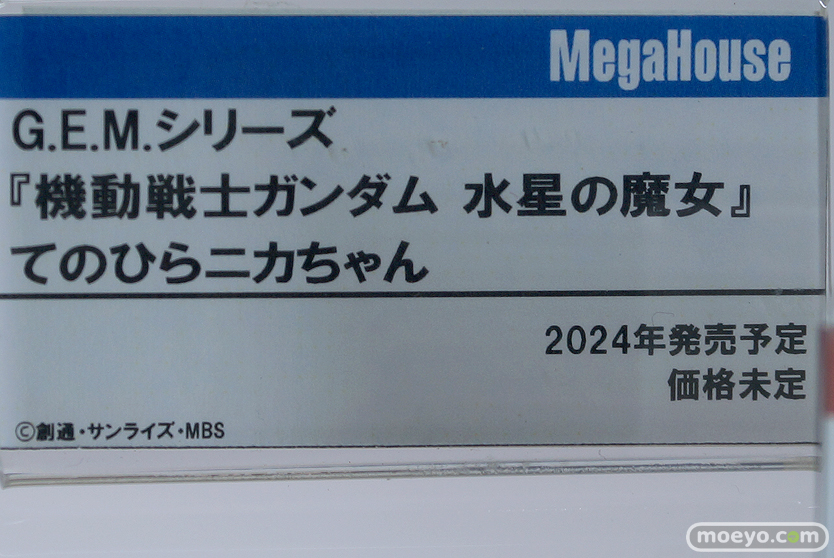 MegaHouse
G.E.M.シリーズ
『機動戦士ガンダム 水星の魔女』
てのひらニカちゃん
2024年発売予定
価格未定
©創通・サンライズ・MBS
moeyo.com